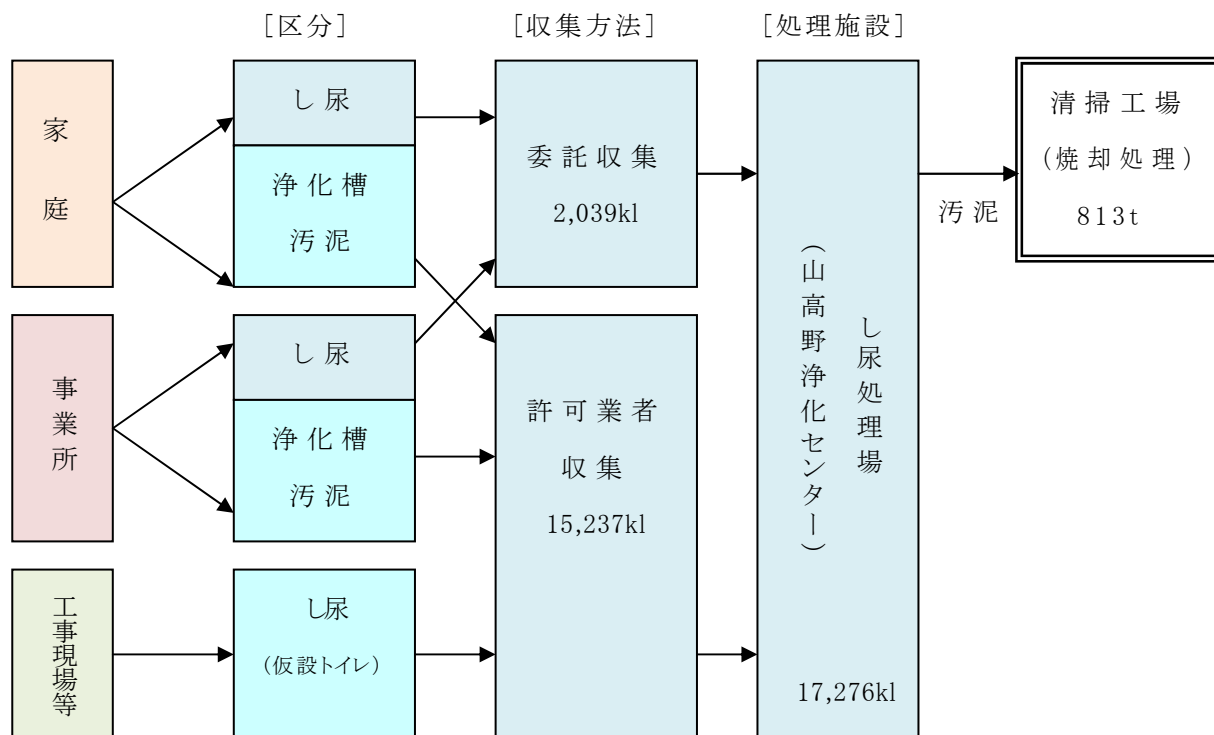 [区分]
[収集方法]
[処理施設]
家庭
し尿
浄化槽
汚泥
委託収集
2,039kl
し尿処理場
(山高野浄化センター)
17,276kl
汚泥
清掃工場
(焼却処理)
813t
事業所
し尿
浄化槽
汚泥
許可業者
収集
15,237kl
工事現場等
し尿
(仮設トイレ)